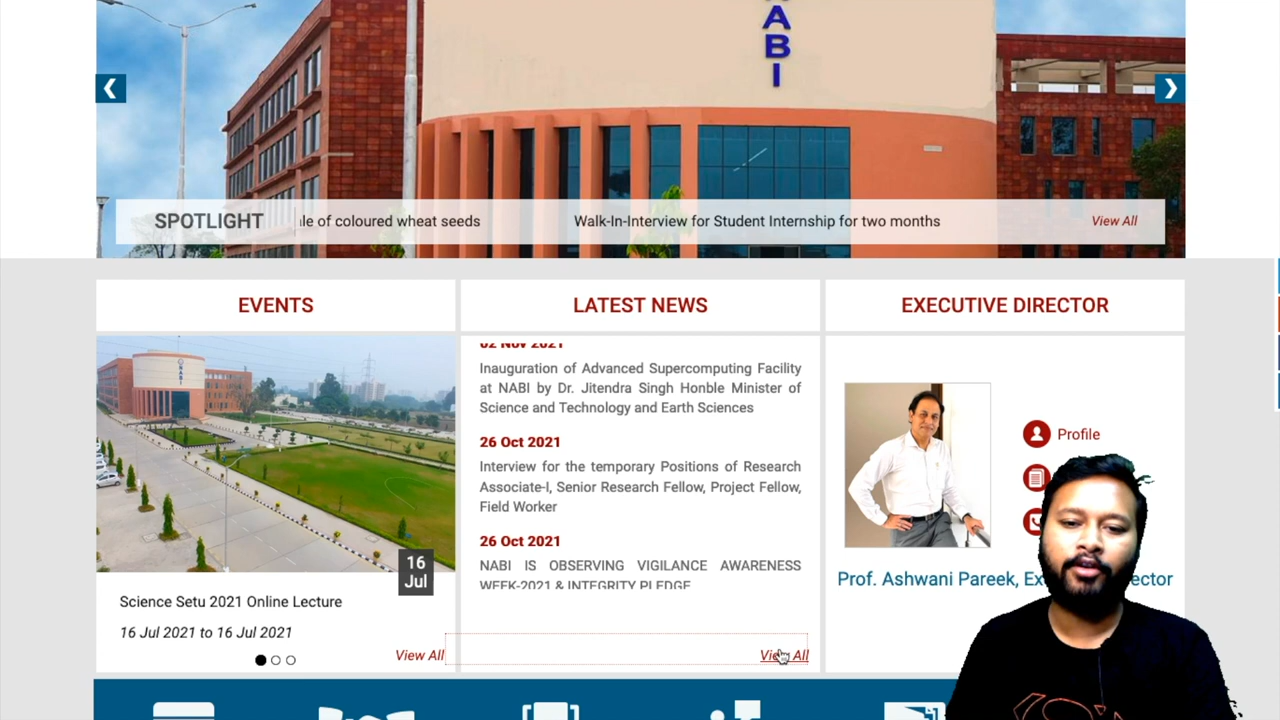 ABI
❮
❯
SPOTLIGHT
le of coloured wheat seeds
Walk-In-Interview for Student Internship for two months
View All
EVENTS
LATEST NEWS
EXECUTIVE DIRECTOR
NABI
16
Jul
Science Setu 2021 Online Lecture
16 Jul 2021 to 16 Jul 2021
View All
02 Nov 2021
Inauguration of Advanced Supercomputing Facility
at NABI by Dr. Jitendra Singh Honble Minister of
Science and Technology and Earth Sciences
26 Oct 2021
Interview for the temporary Positions of Research
Associate-I, Senior Research Fellow, Project Fellow,
Field Worker
26 Oct 2021
NABI IS OBSERVING VIGILANCE AWARENESS
WEEK-2021 & INTEGRITY PLEDGE
View All
Profile
Prof. Ashwani Pareek, Ex ector